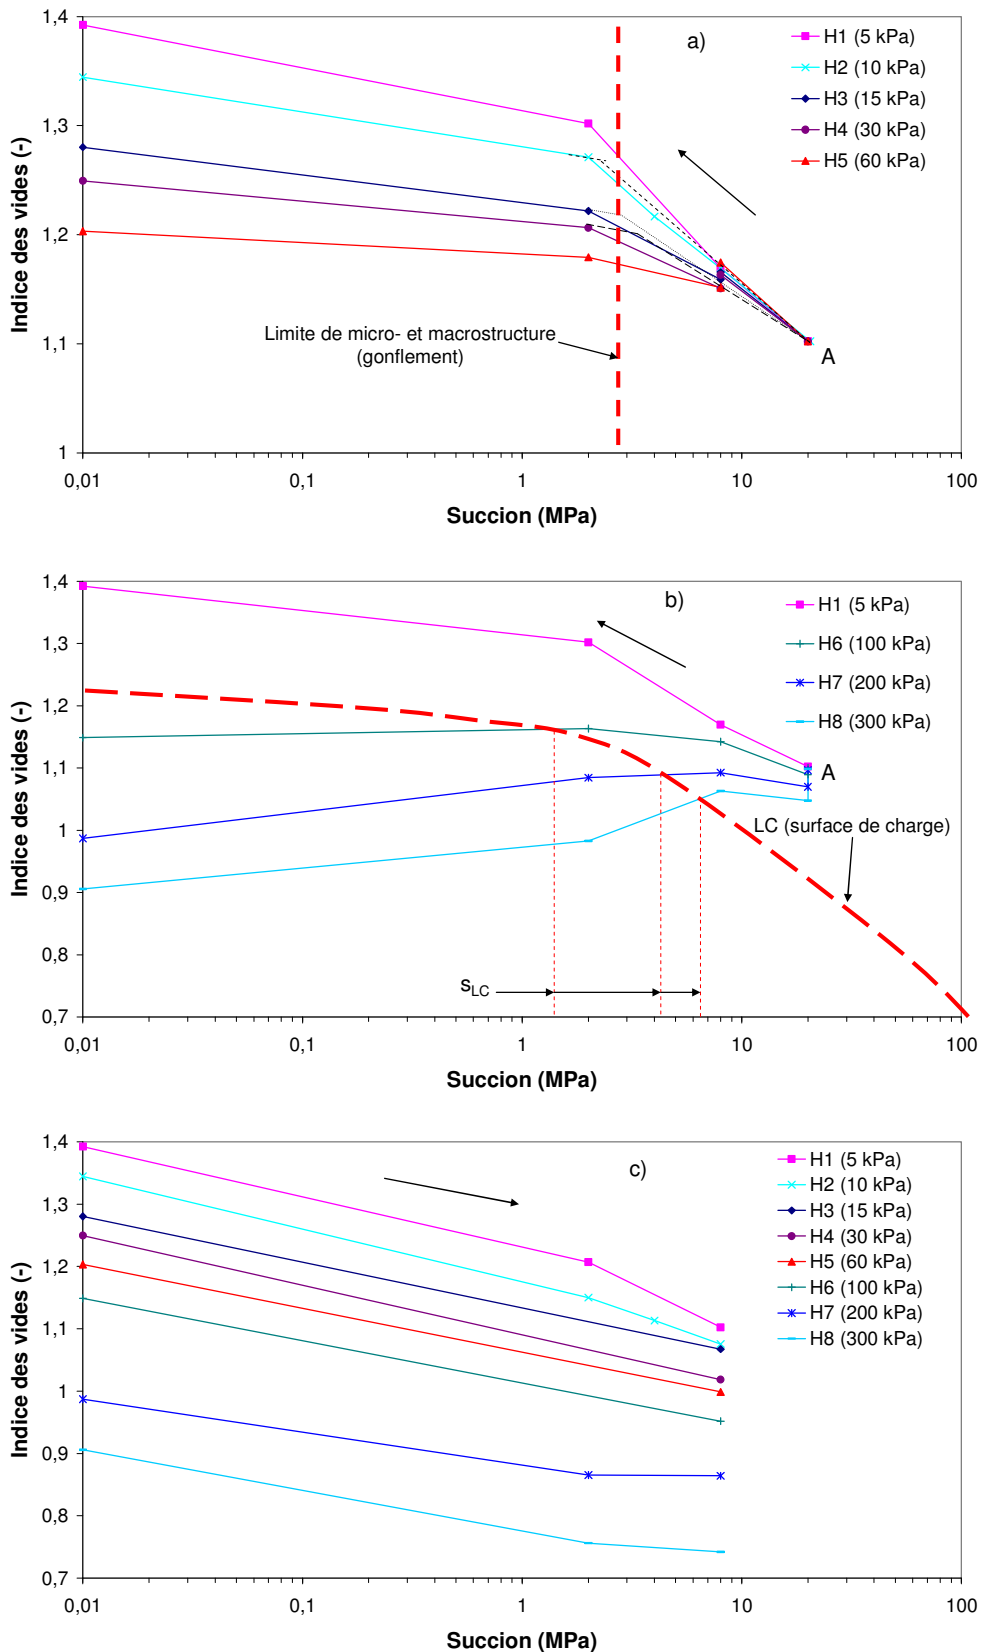 a)
H1 (5 kPa)
H2 (10 kPa)
H3 (15 kPa)
H4 (30 kPa)
H5 (60 kPa)
Indice des vides (-)
1,4
1,3
1,2
1,1
1
Limite de micro- et macrostructure
(gonflement)
A
0,01 0,1 1 10 100
Succion (MPa)
b)
H1 (5 kPa)
H6 (100 kPa)
H7 (200 kPa)
H8 (300 kPa)
Indice des vides (-)
1,4
1,3
1,2
1,1
1
0,9
0,8
0,7
A
LC (surface de charge)
sLC
0,01 0,1 1 10 100
Succion (MPa)
c)
H1 (5 kPa)
H2 (10 kPa)
H3 (15 kPa)
H4 (30 kPa)
H5 (60 kPa)
H6 (100 kPa)
H7 (200 kPa)
H8 (300 kPa)
Indice des vides (-)
1,4
1,3
1,2
1,1
1
0,9
0,8
0,7
0,01 0,1 1 10 100
Succion (MPa)